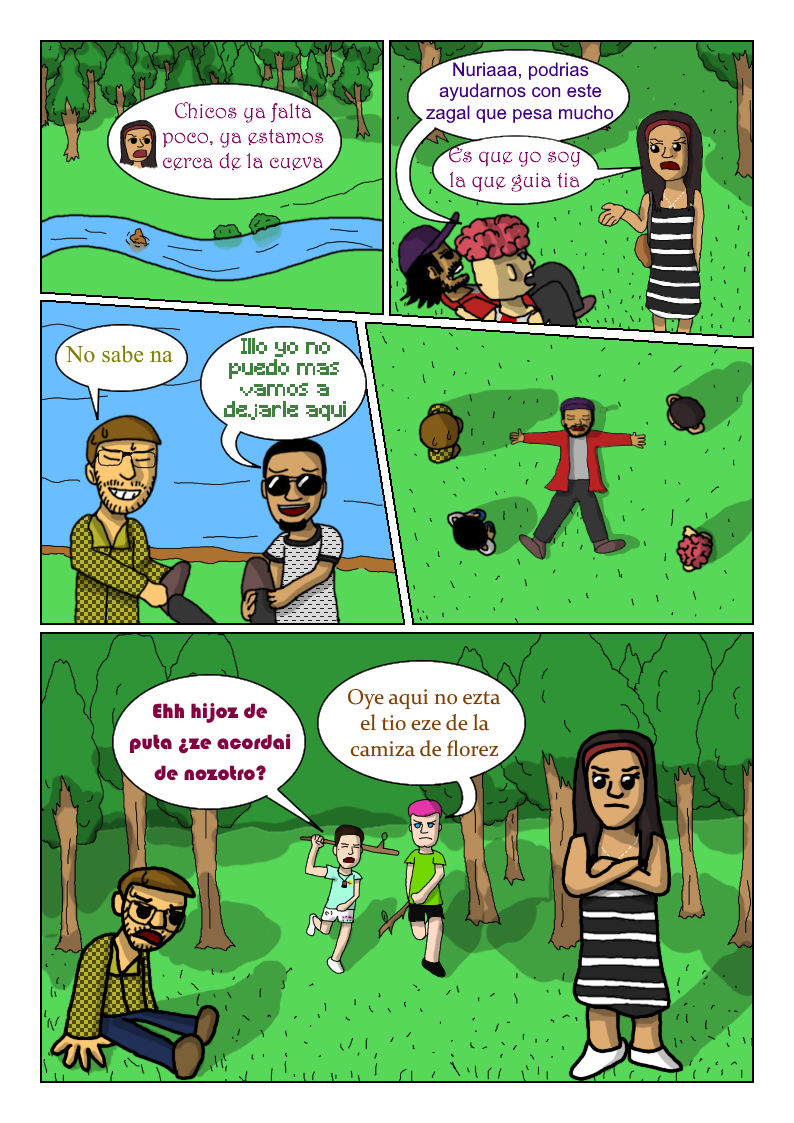 Chicos ya falta
poco, ya estamos
cerca de la cueva
Nuriaaa, podrias
ayudarnos con este
zagal que pesa mucho
Es que yo soy
la que guia tia
No sabe na
Illo yo no
puedo mas
vamos a
dejarle aqui
Ehh hijoz de
puta ¿ze acordai
de nozotro?
Oye aqui no ezta
el tio eze de la
camiza de florez